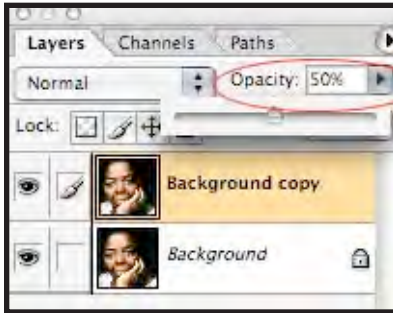 Layers Channels Paths
Normal Opacity: 50%
Lock:
Background copy
Background